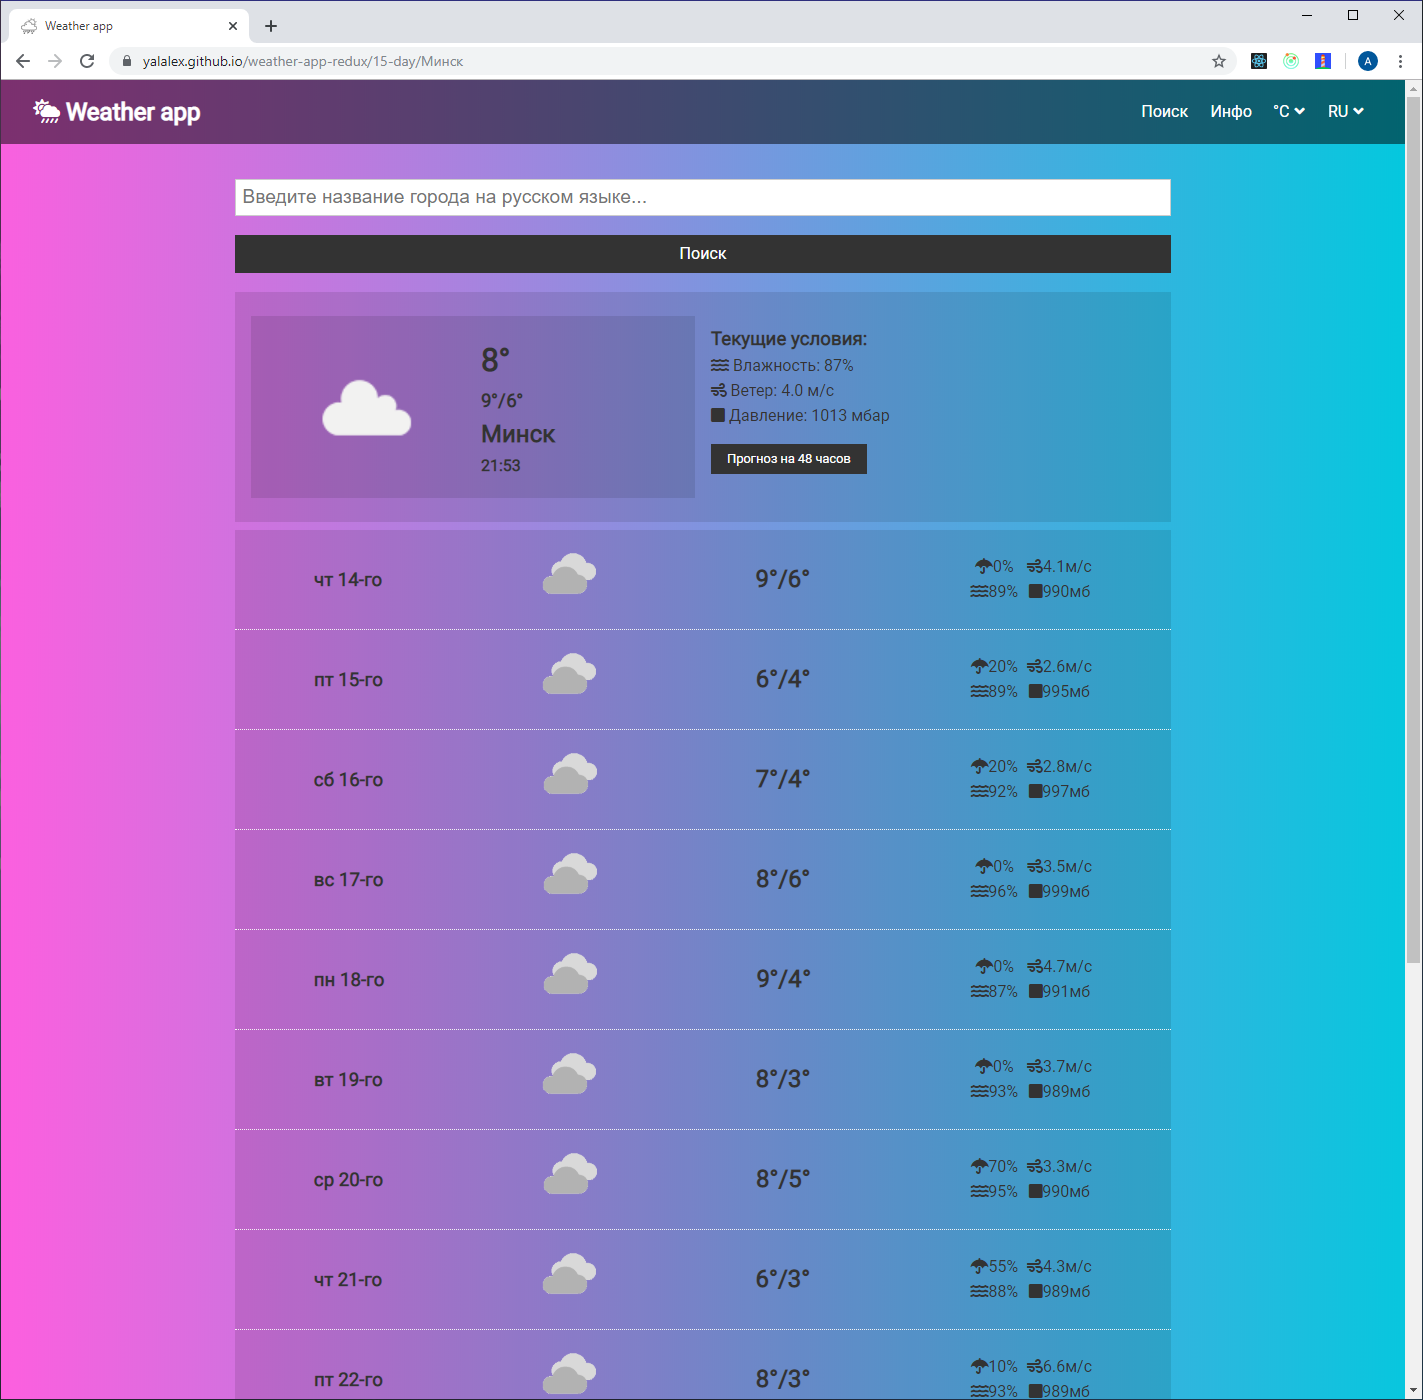 Weather app
yalalex.github.io/weather-app-redux/15-day/Минск
A
Weather app
Поиск Инфо °C RU
Введите название города на русском языке...
Поиск
8°
9°/6°
Минск
21:53
Текущие условия:
Влажность: 87%
Ветер: 4.0 м/с
Давление: 1013 мбар
Прогноз на 48 часов
чт 14-го
9°/6°
0% 4.1м/с
89% 990мб
пт 15-го
6°/4°
20% 2.6м/с
89% 995мб
сб 16-го
7°/4°
20% 2.8м/с
92% 997мб
вс 17-го
8°/6°
0% 3.5м/с
96% 999мб
пн 18-го
9°/4°
0% 4.7м/с
87% 991мб
вт 19-го
8°/3°
0% 3.7м/с
93% 989мб
ср 20-го
8°/5°
70% 3.3м/с
95% 990мб
чт 21-го
6°/3°
55% 4.3м/с
88% 989мб
пт 22-го
8°/3°
10% 6.6м/с
93% 989мб